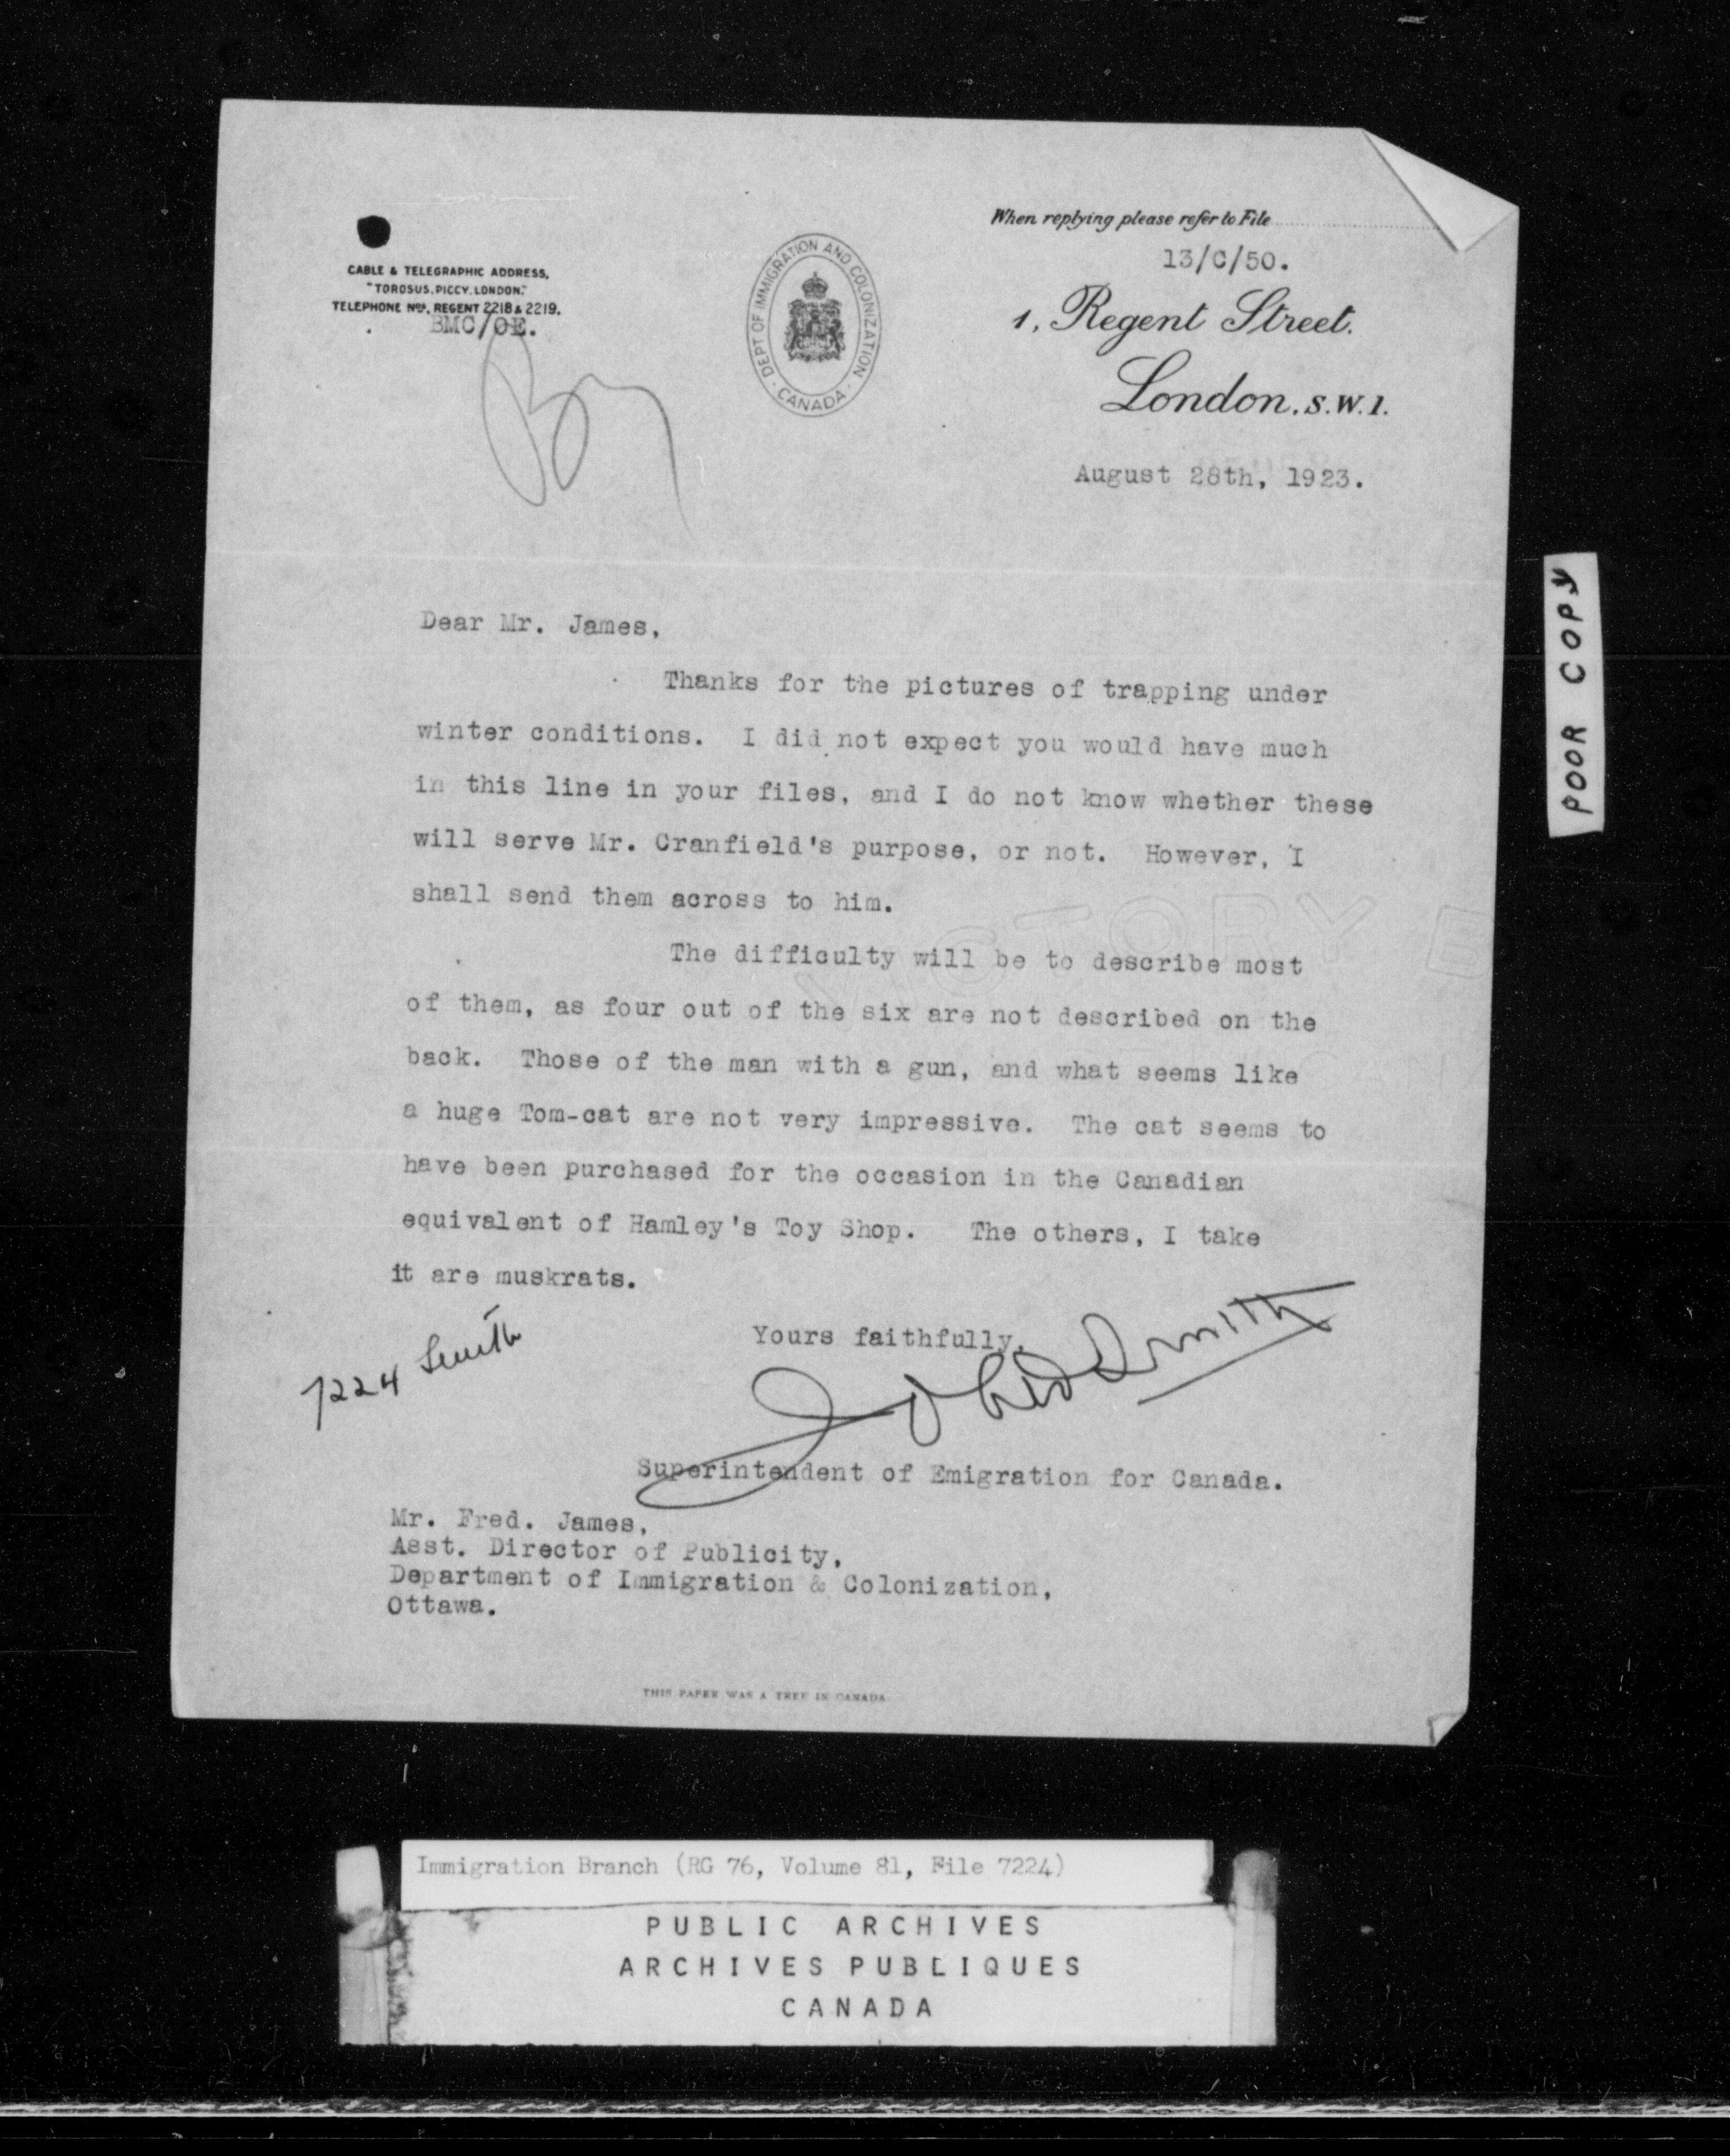 When replying please refer to File
13/C/50.
CABLE & TELEGRAPHIC ADDRESS,
"TOROSUS, PICCY, LONDON."
TELEPHONE Nos, REGENT 2218 & 2219.
BMC/OE.
DEPT OF IMMIGRATION AND COLONIZATION
CANADA
1, Regent Street.
London, S.W.1.
August 28th, 1923.
Dear Mr. James,
Thanks for the pictures of trapping under
winter conditions. I did not expect you would have much
in this line in your files, and I do not know whether these
will serve Mr. Cranfield's purpose, or not. However, I
shall send them across to him.
The difficulty will be to describe most
of them, as four out of the six are not described on the
back. Those of the man with a gun, and what seems like
a huge Tom-cat are not very impressive. The cat seems to
have been purchased for the occasion in the Canadian
equivalent of Hamley's Toy Shop. The others, I take
it are muskrats.
7224 Smith
Yours faithfully,
Smith
Superintendent of Emigration for Canada.
Mr. Fred. James,
Asst. Director of Publicity,
Department of Immigration & Colonization,
Ottawa.
THIS PAPER WAS A TREE IN CANADA
POOR COPY
Immigration Branch (RG 76, Volume 81, File 7224)
PUBLIC ARCHIVES
ARCHIVES PUBLIQUES
CANADA